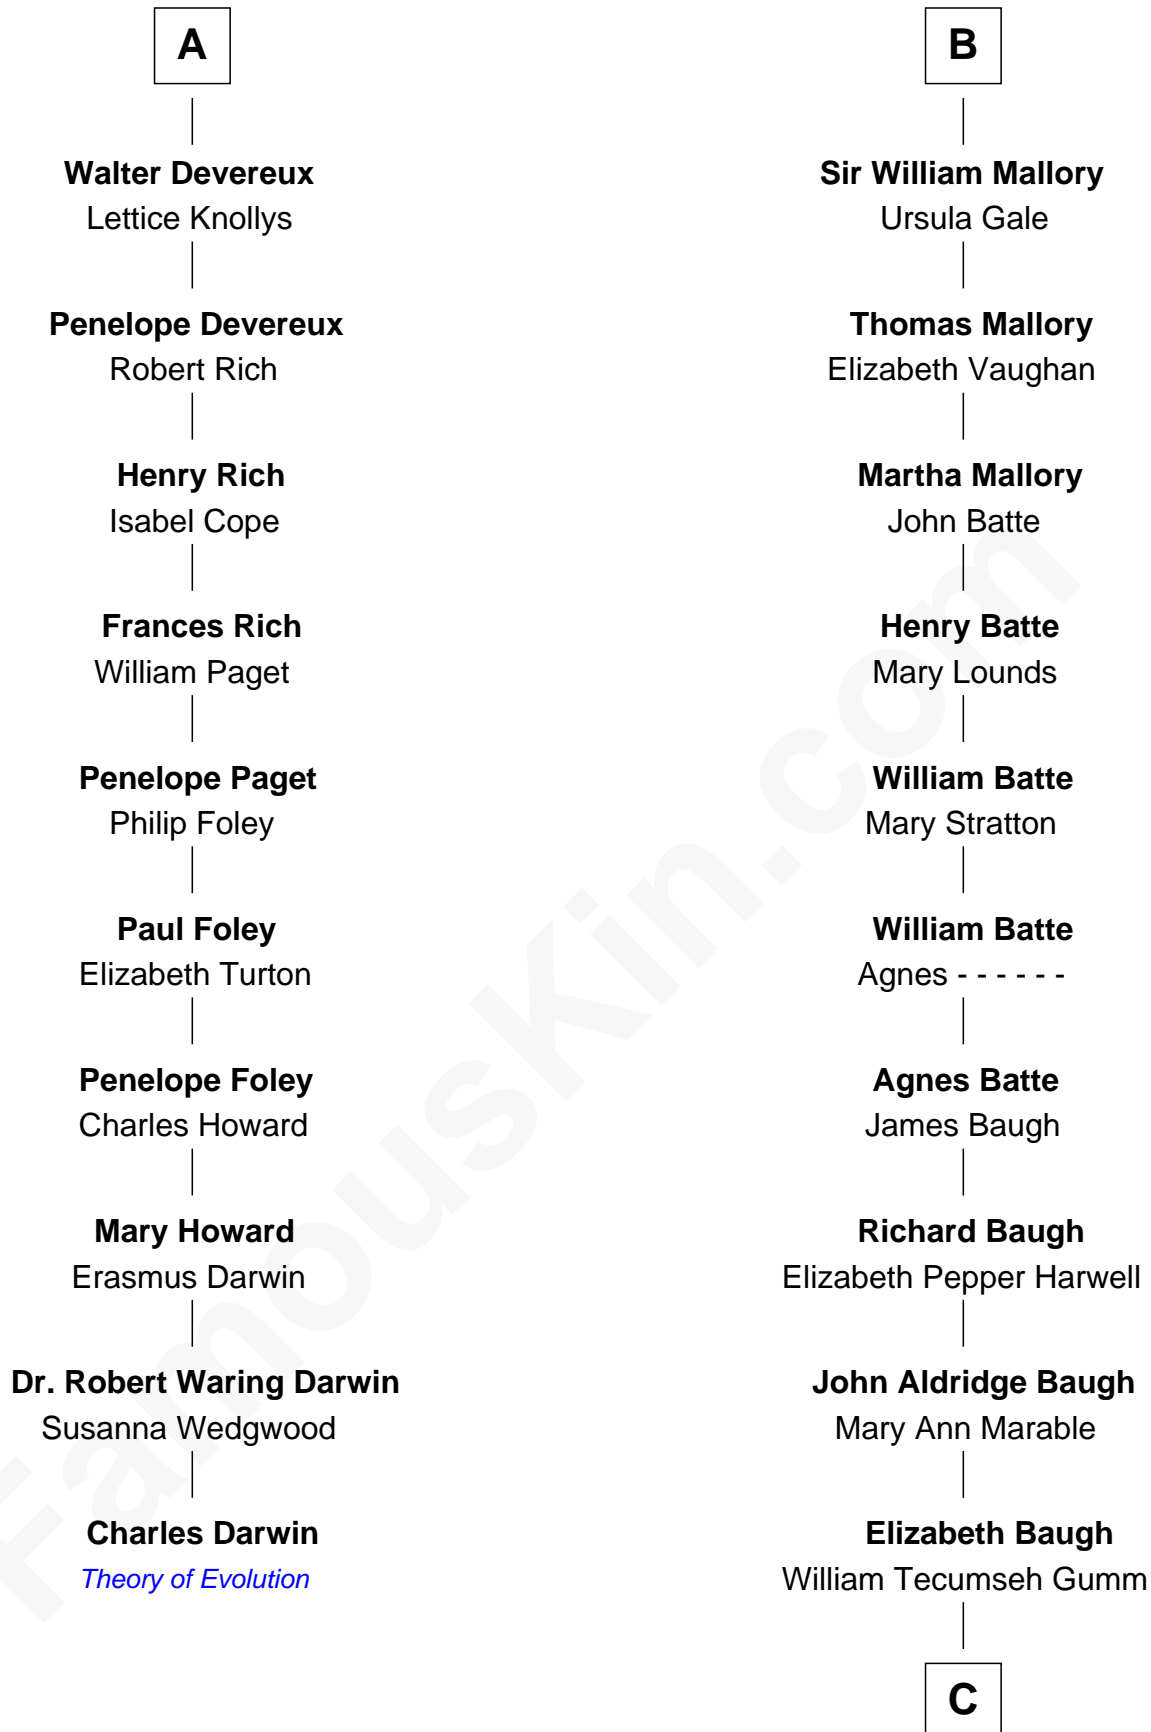 A
Walter Devereux
Lettice Knollys
Penelope Devereux
Robert Rich
Henry Rich
Isabel Cope
Frances Rich
William Paget
Penelope Paget
Philip Foley
Paul Foley
Elizabeth Turton
Penelope Foley
Charles Howard
Mary Howard
Erasmus Darwin
Dr. Robert Waring Darwin
Susanna Wedgwood
Charles Darwin
Theory of Evolution
B
Sir William Mallory
Ursula Gale
Thomas Mallory
Elizabeth Vaughan
Martha Mallory
John Batte
Henry Batte
Mary Lounds
William Batte
Mary Stratton
William Batte
Agnes - - - - - -
Agnes Batte
James Baugh
Richard Baugh
Elizabeth Pepper Harwell
John Aldridge Baugh
Mary Ann Marable
Elizabeth Baugh
William Tecumseh Gumm
C
FamousKin.com